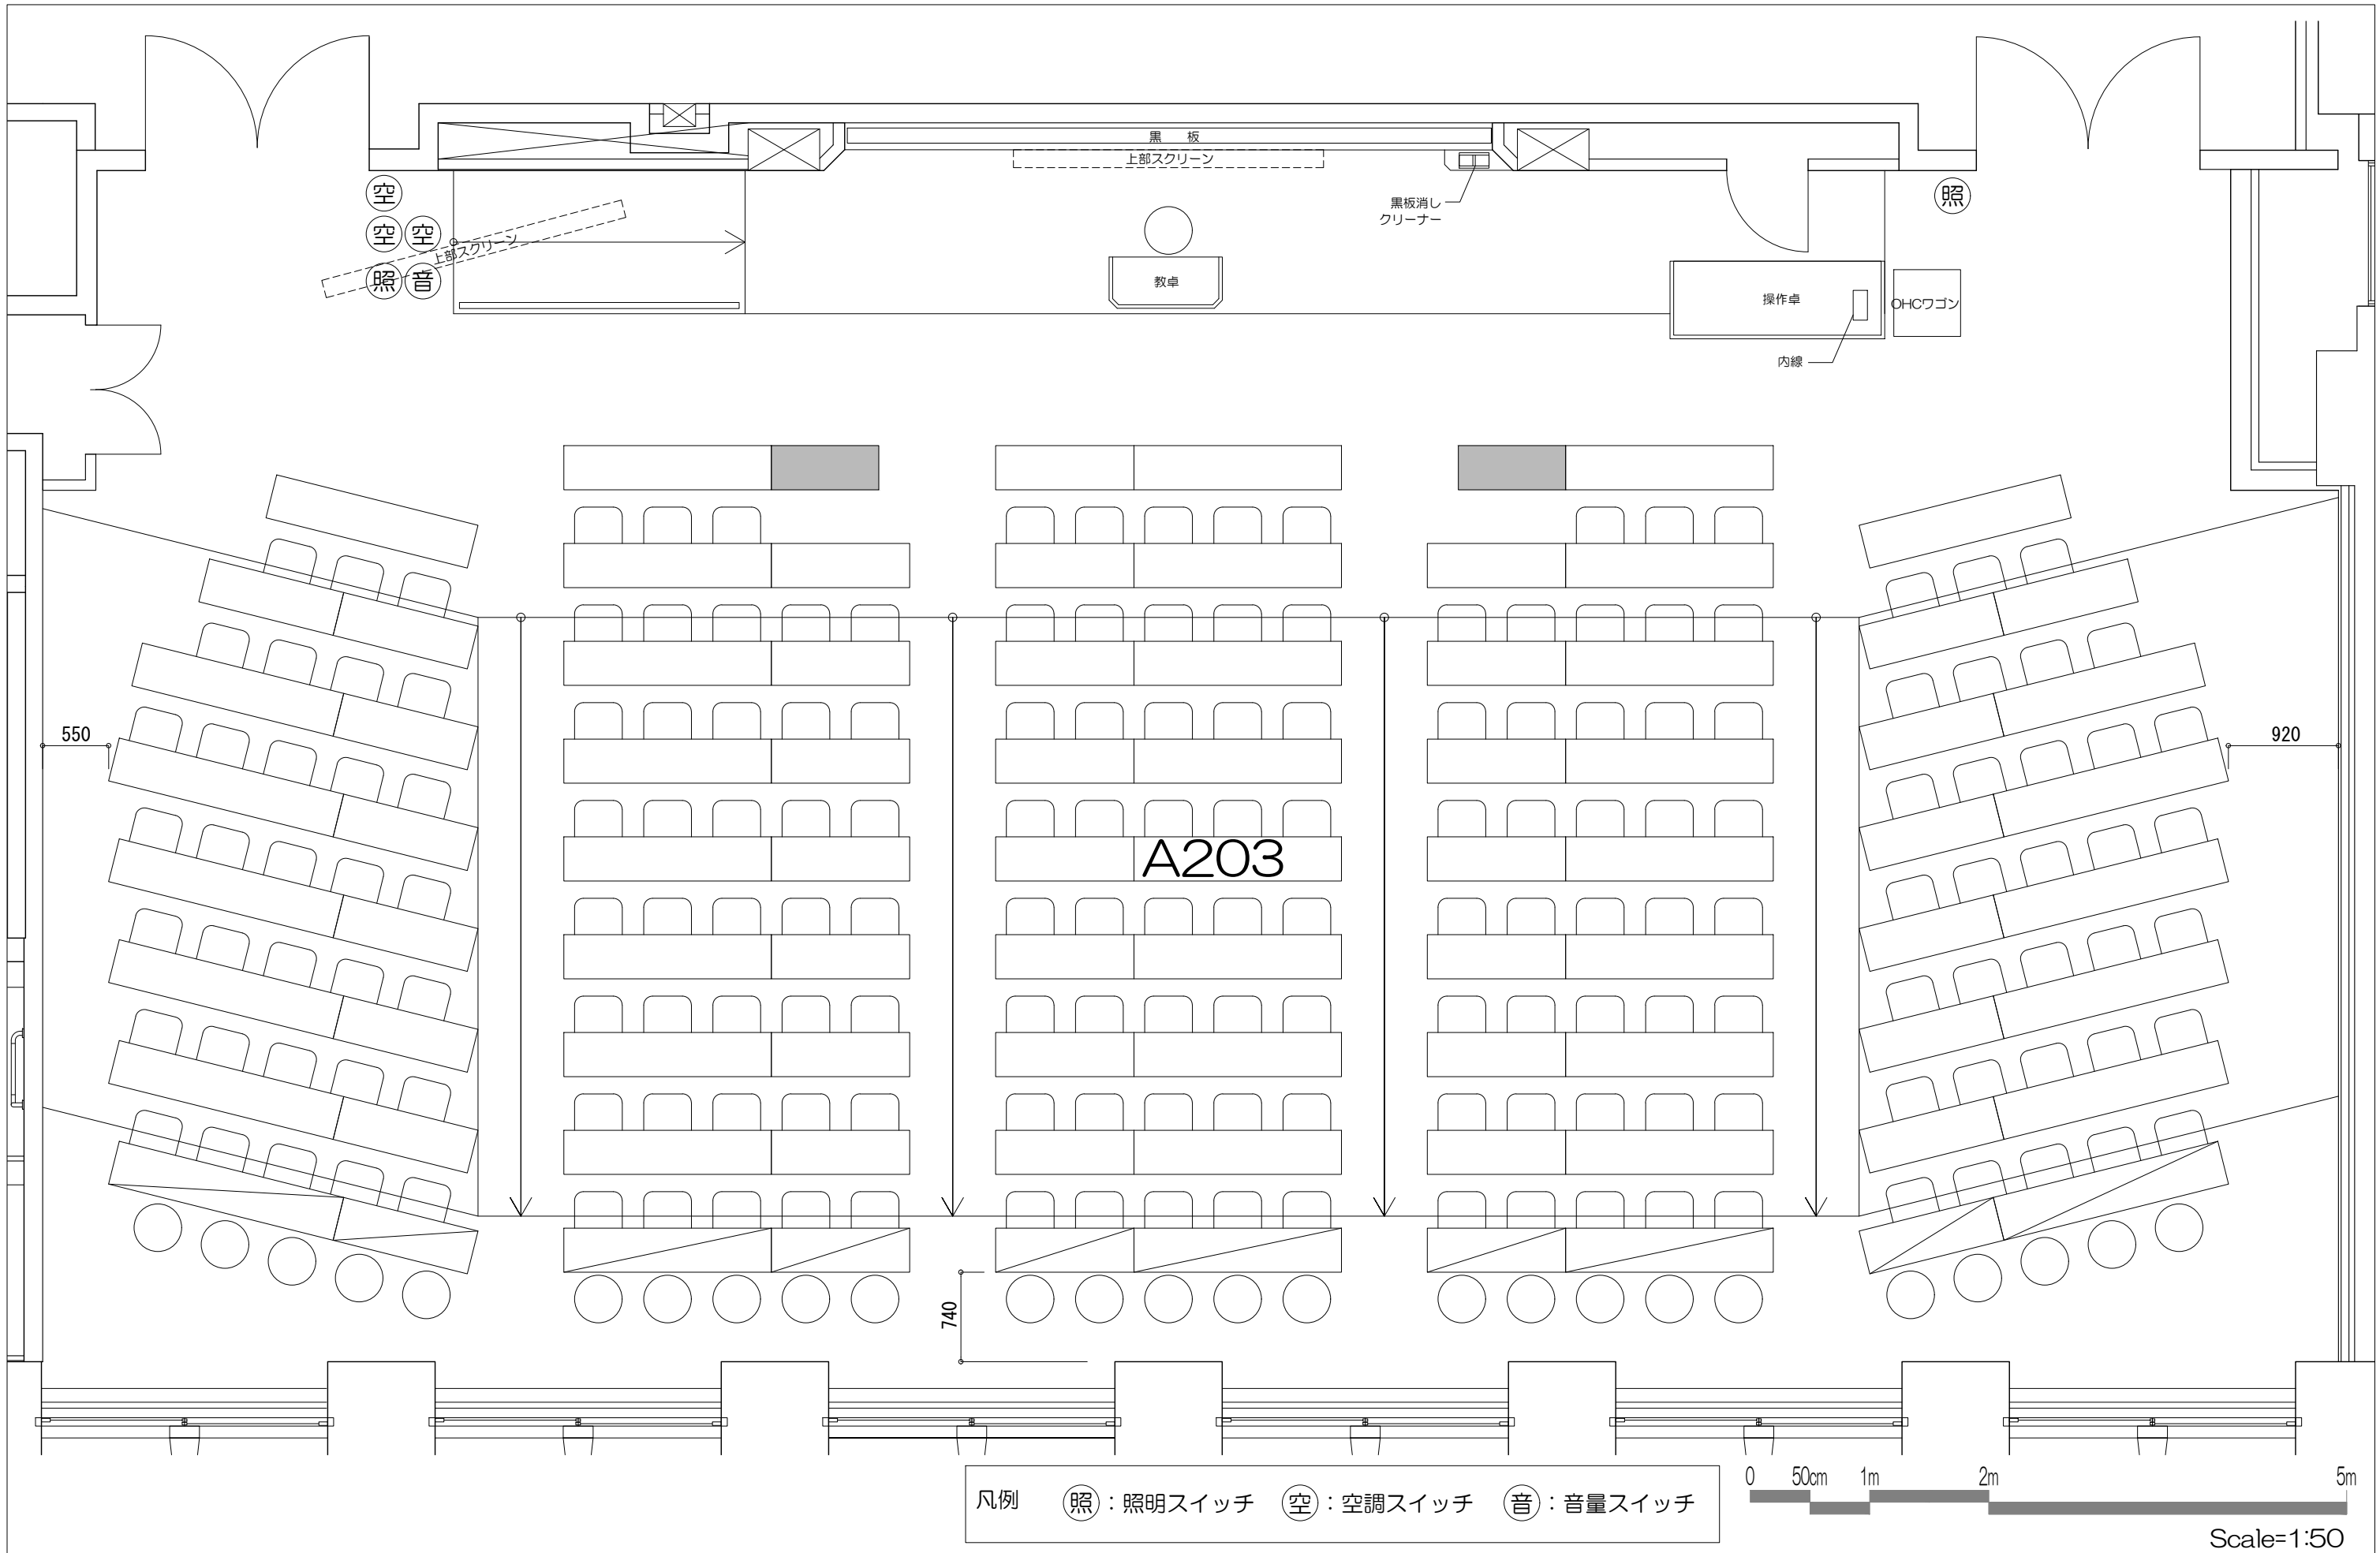 黒 板
上部スクリーン
空
照
黒板消し
クリーナー
空 空
上部スクリーン
照 音
教卓
操作卓
OHCワゴン
内線
550
920
A203
740
凡例 照：照明スイッチ 空：空調スイッチ 音：音量スイッチ
0 50cm 1m 2m 5m
Scale=1:50